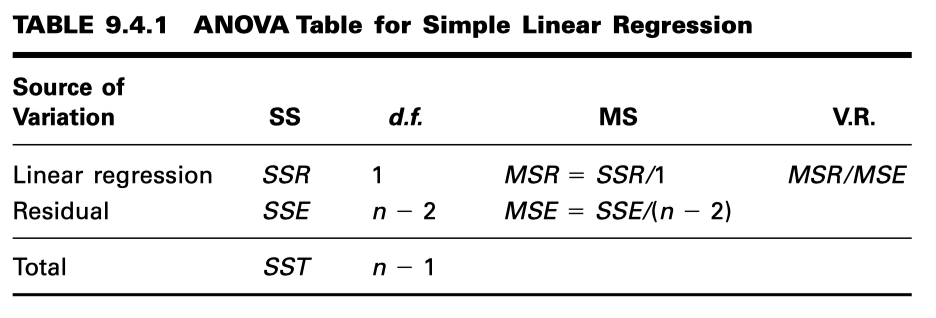 TABLE 9.4.1 ANOVA Table for Simple Linear Regression
Source of
Variation SS d.f. MS V.R.
Linear regression SSR 1 MSR = SSR/1 MSR/MSE
Residual SSE n − 2 MSE = SSE/(n − 2)
Total SST n − 1